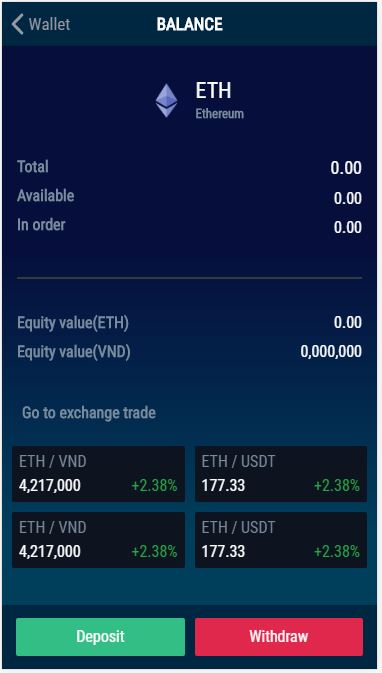 Wallet BALANCE
ETH
Ethereum
Total 0.00
Available 0.00
In order 0.00
Equity value(ETH) 0.00
Equity value(VND) 0,000,000
Go to exchange trade
ETH / VND ETH / USDT
4,217,000 +2.38% 177.33 +2.38%
ETH / VND ETH / USDT
4,217,000 +2.38% 177.33 +2.38%
Deposit Withdraw